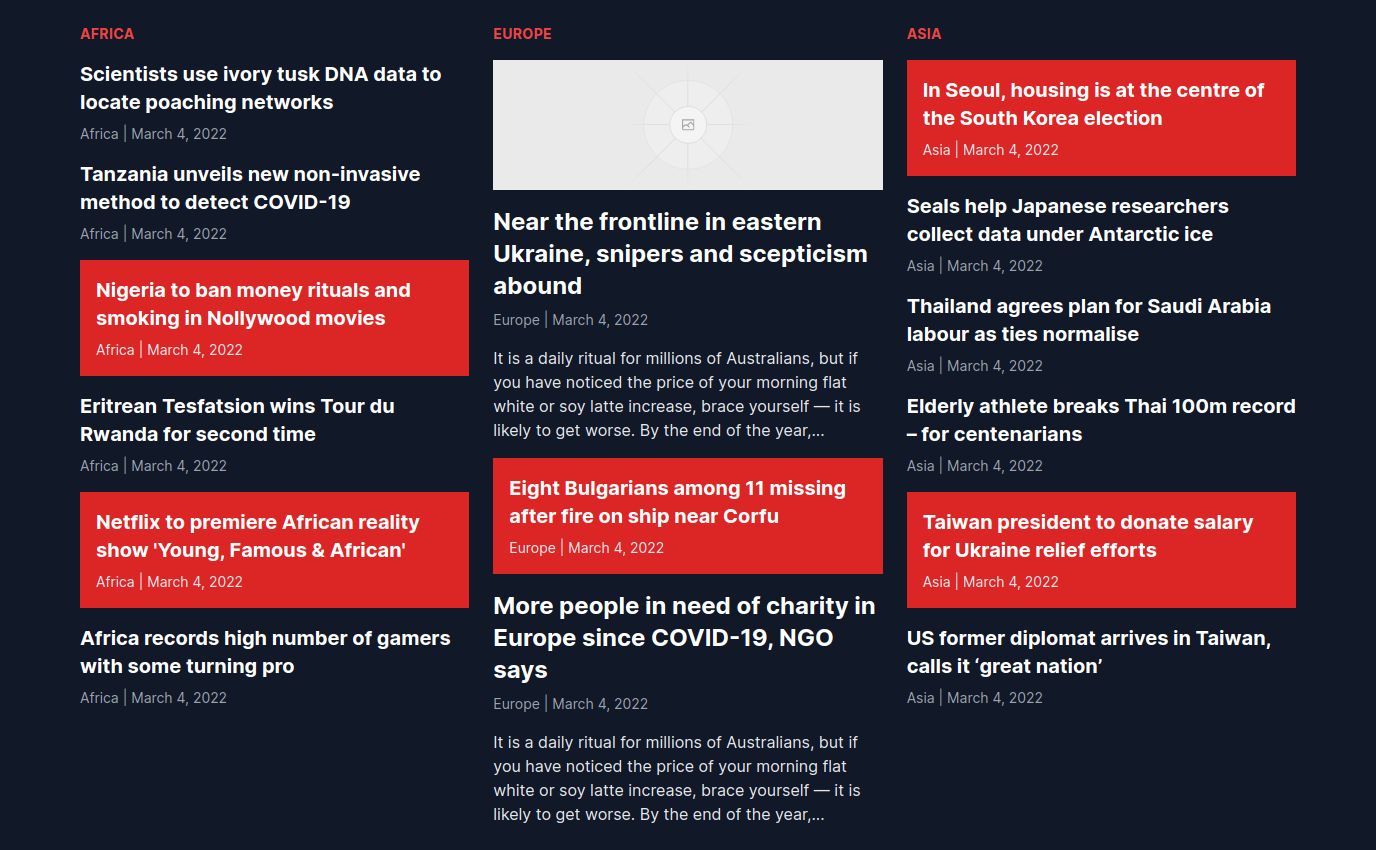 AFRICA
Scientists use ivory tusk DNA data to
locate poaching networks
Africa | March 4, 2022
Tanzania unveils new non-invasive
method to detect COVID-19
Africa | March 4, 2022
Nigeria to ban money rituals and
smoking in Nollywood movies
Africa | March 4, 2022
Eritrean Tesfatsion wins Tour du
Rwanda for second time
Africa | March 4, 2022
Netflix to premiere African reality
show 'Young, Famous & African'
Africa | March 4, 2022
Africa records high number of gamers
with some turning pro
Africa | March 4, 2022
EUROPE
Near the frontline in eastern
Ukraine, snipers and scepticism
abound
Europe | March 4, 2022
It is a daily ritual for millions of Australians, but if
you have noticed the price of your morning flat
white or soy latte increase, brace yourself — it is
likely to get worse. By the end of the year,...
Eight Bulgarians among 11 missing
after fire on ship near Corfu
Europe | March 4, 2022
More people in need of charity in
Europe since COVID-19, NGO
says
Europe | March 4, 2022
It is a daily ritual for millions of Australians, but if
you have noticed the price of your morning flat
white or soy latte increase, brace yourself — it is
likely to get worse. By the end of the year,...
ASIA
In Seoul, housing is at the centre of
the South Korea election
Asia | March 4, 2022
Seals help Japanese researchers
collect data under Antarctic ice
Asia | March 4, 2022
Thailand agrees plan for Saudi Arabia
labour as ties normalise
Asia | March 4, 2022
Elderly athlete breaks Thai 100m record
– for centenarians
Asia | March 4, 2022
Taiwan president to donate salary
for Ukraine relief efforts
Asia | March 4, 2022
US former diplomat arrives in Taiwan,
calls it ‘great nation’
Asia | March 4, 2022